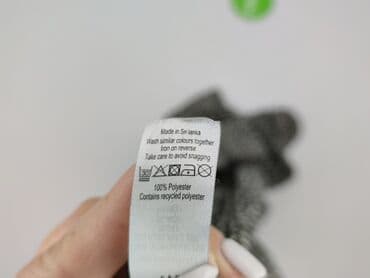 Made in Sri lanka
Wash similar colours together
Iron on reverse
Take care to avoid snagging
100% Polyester
Contains recycled polyester